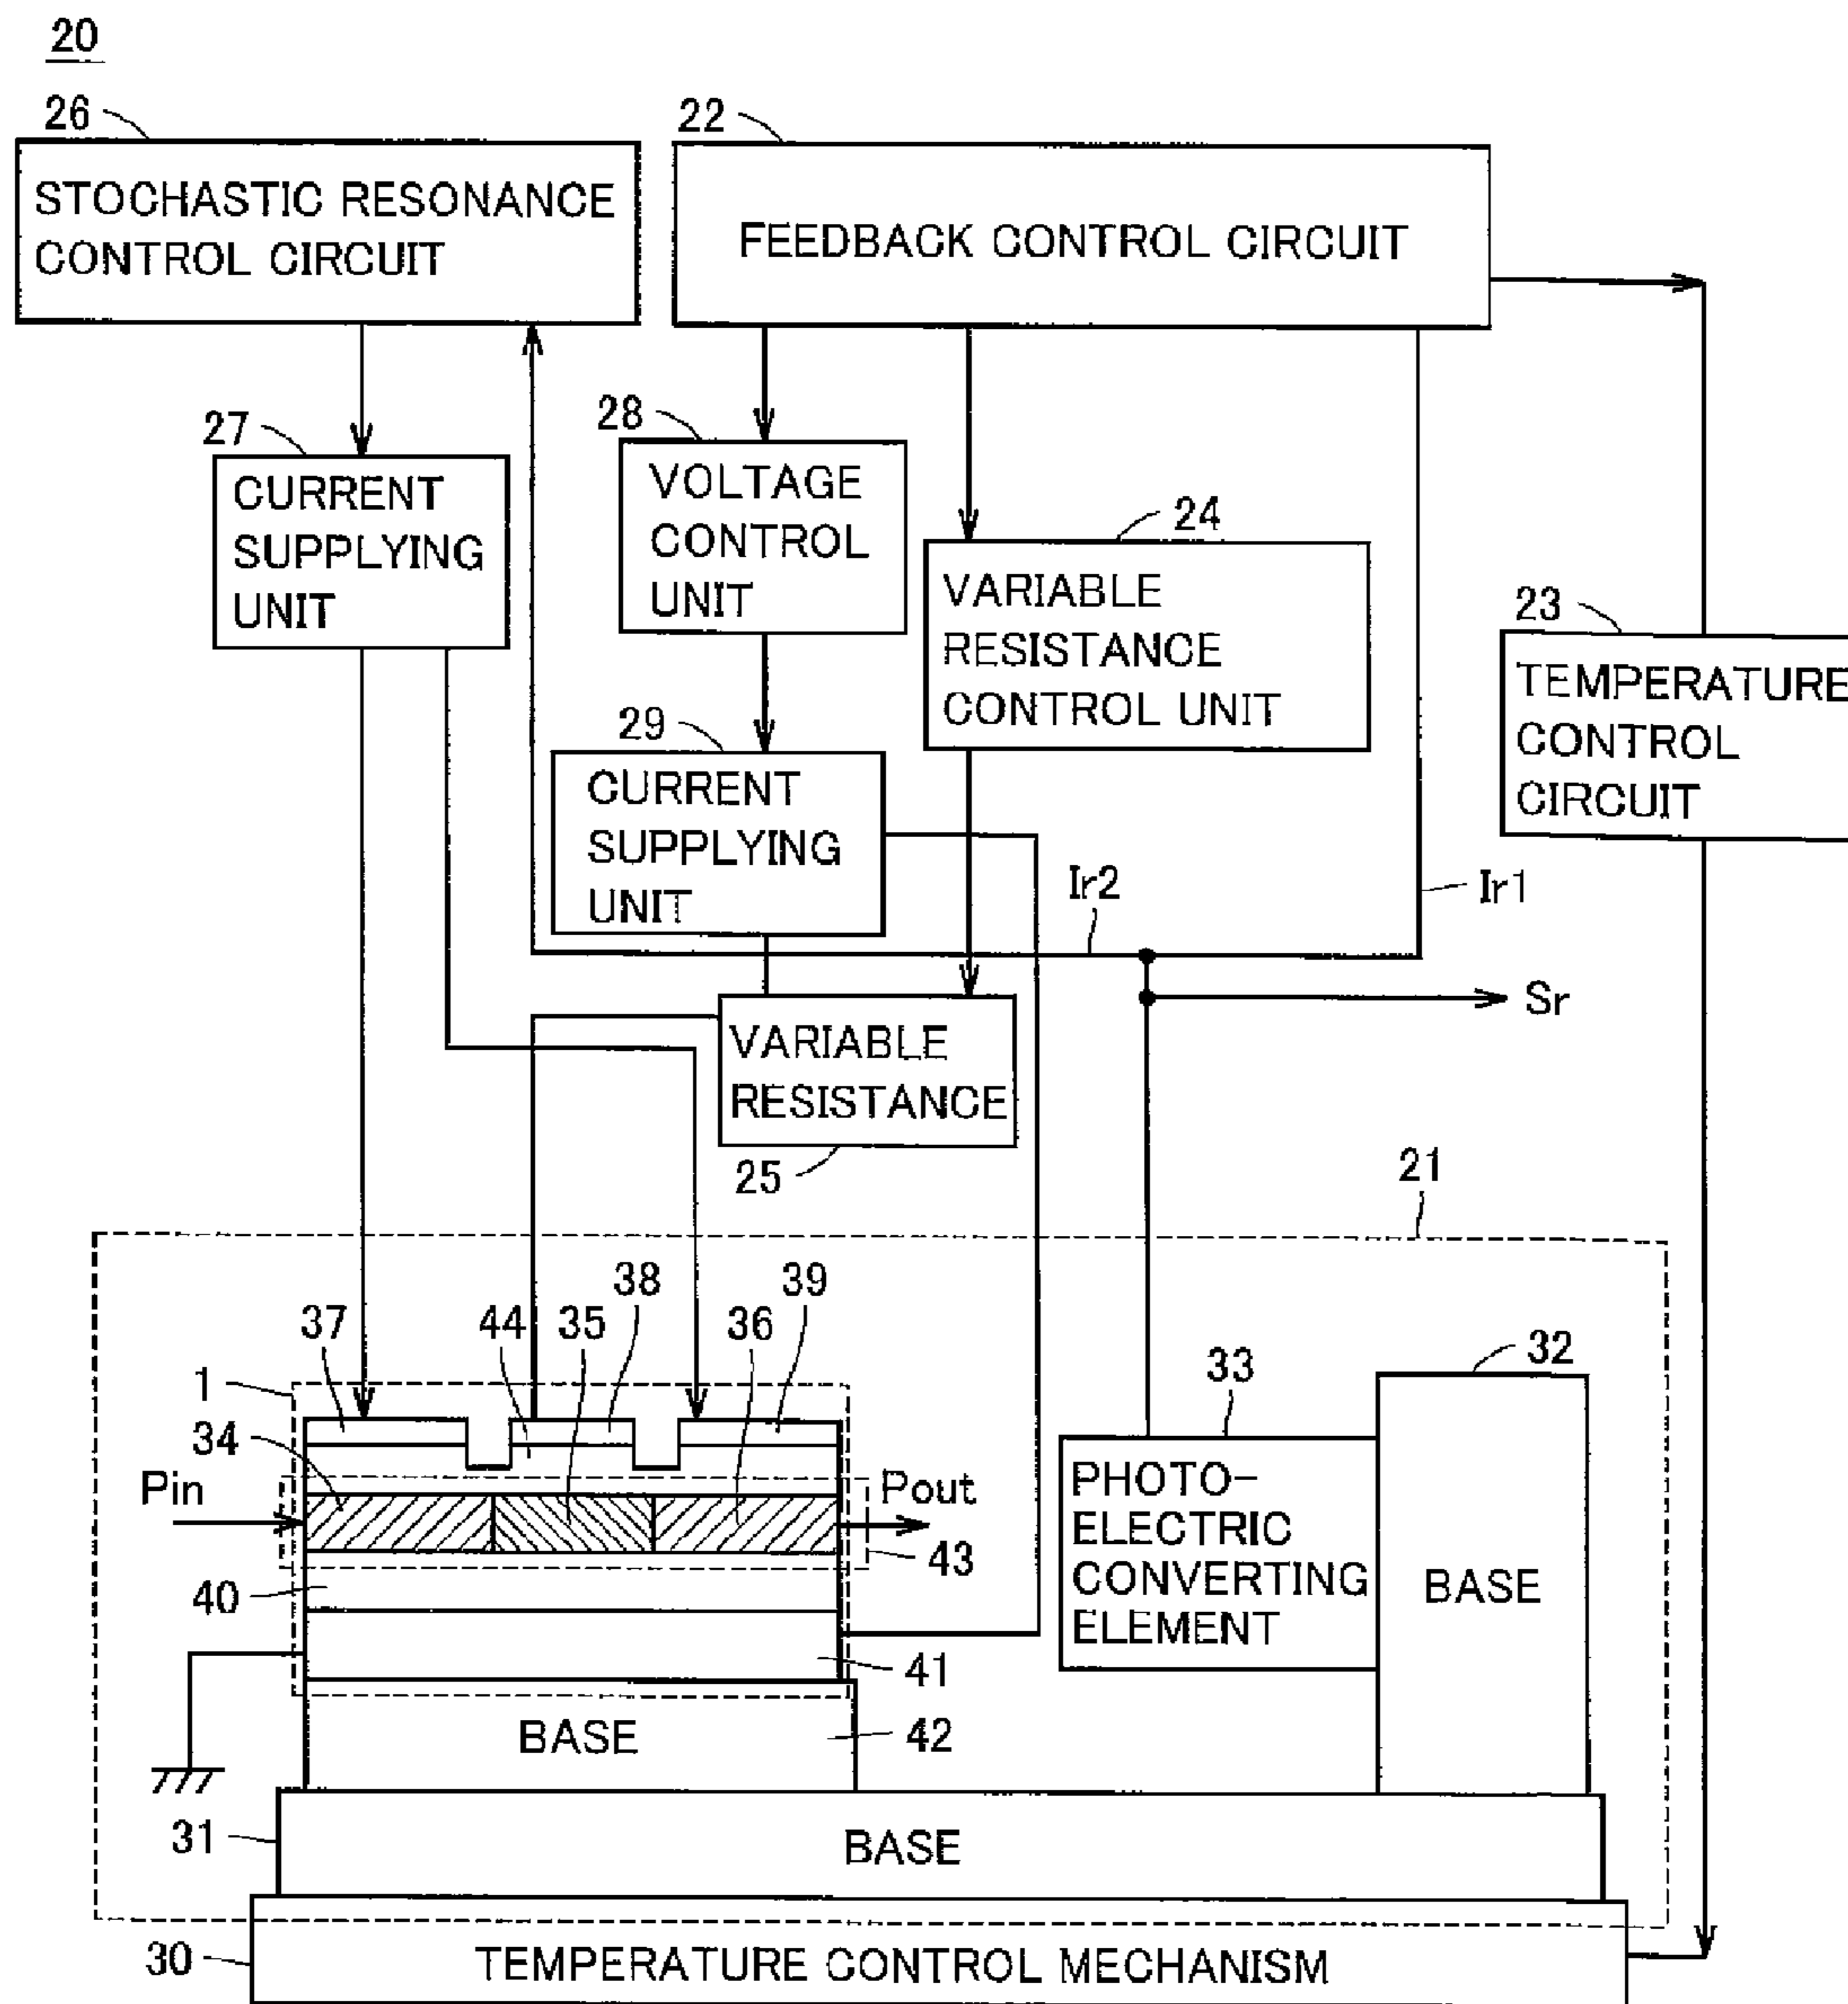 20
26
22
STOCHASTIC RESONANCE
CONTROL CIRCUIT
FEEDBACK CONTROL CIRCUIT
27
CURRENT
SUPPLYING
UNIT
28
VOLTAGE
CONTROL
UNIT
24
VARIABLE
RESISTANCE
CONTROL UNIT
23
TEMPERATURE
CONTROL
CIRCUIT
29
CURRENT
SUPPLYING
UNIT
Ir2
Ir1
Sr
VARIABLE
RESISTANCE
25
21
37
44
35
38
36
39
1
34
33
32
Pin
Pout
PHOTO-
ELECTRIC
CONVERTING
ELEMENT
BASE
43
40
41
BASE
42
31
BASE
30
TEMPERATURE CONTROL MECHANISM